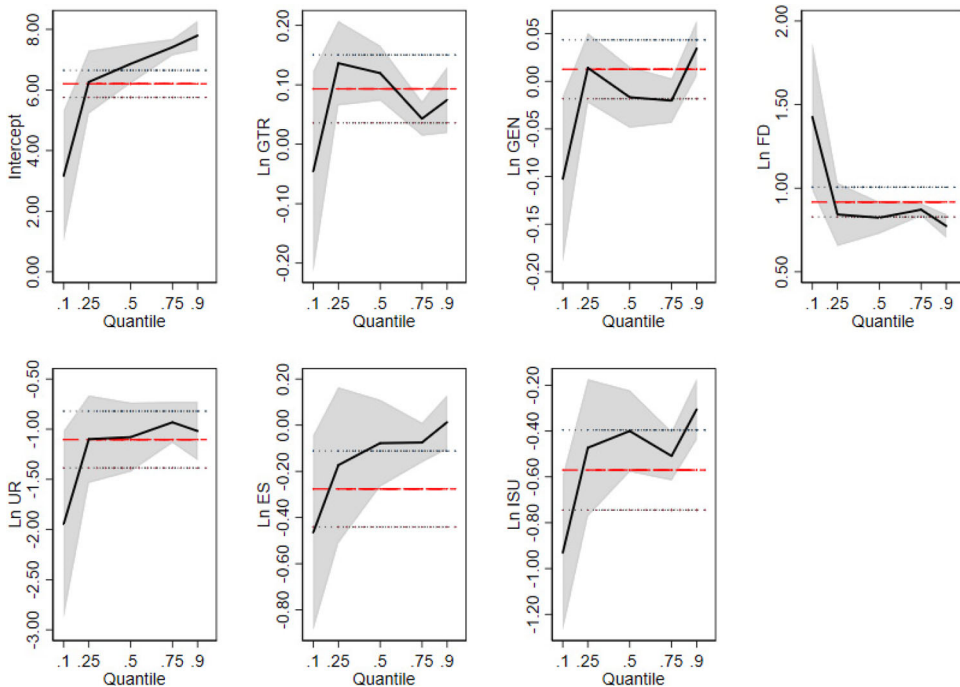 Intercept
8.00
6.00
4.00
2.00
0.00
.1 .25 .5 .75 .9
Quantile
Ln GTR
0.20
0.10
0.00
-0.10
-0.20
.1 .25 .5 .75 .9
Quantile
Ln GEN
0.05
0.00
-0.05
-0.10
-0.15
-0.20
.1 .25 .5 .75 .9
Quantile
Ln FD
2.00
1.50
1.00
0.50
.1 .25 .5 .75 .9
Quantile
Ln UR
-0.50
-1.00
-1.50
-2.00
-2.50
-3.00
.1 .25 .5 .75 .9
Quantile
Ln ES
0.20
0.00
-0.20
-0.40
-0.60
-0.80
.1 .25 .5 .75 .9
Quantile
Ln ISU
-0.20
-0.40
-0.60
-0.80
-1.00
-1.20
.1 .25 .5 .75 .9
Quantile